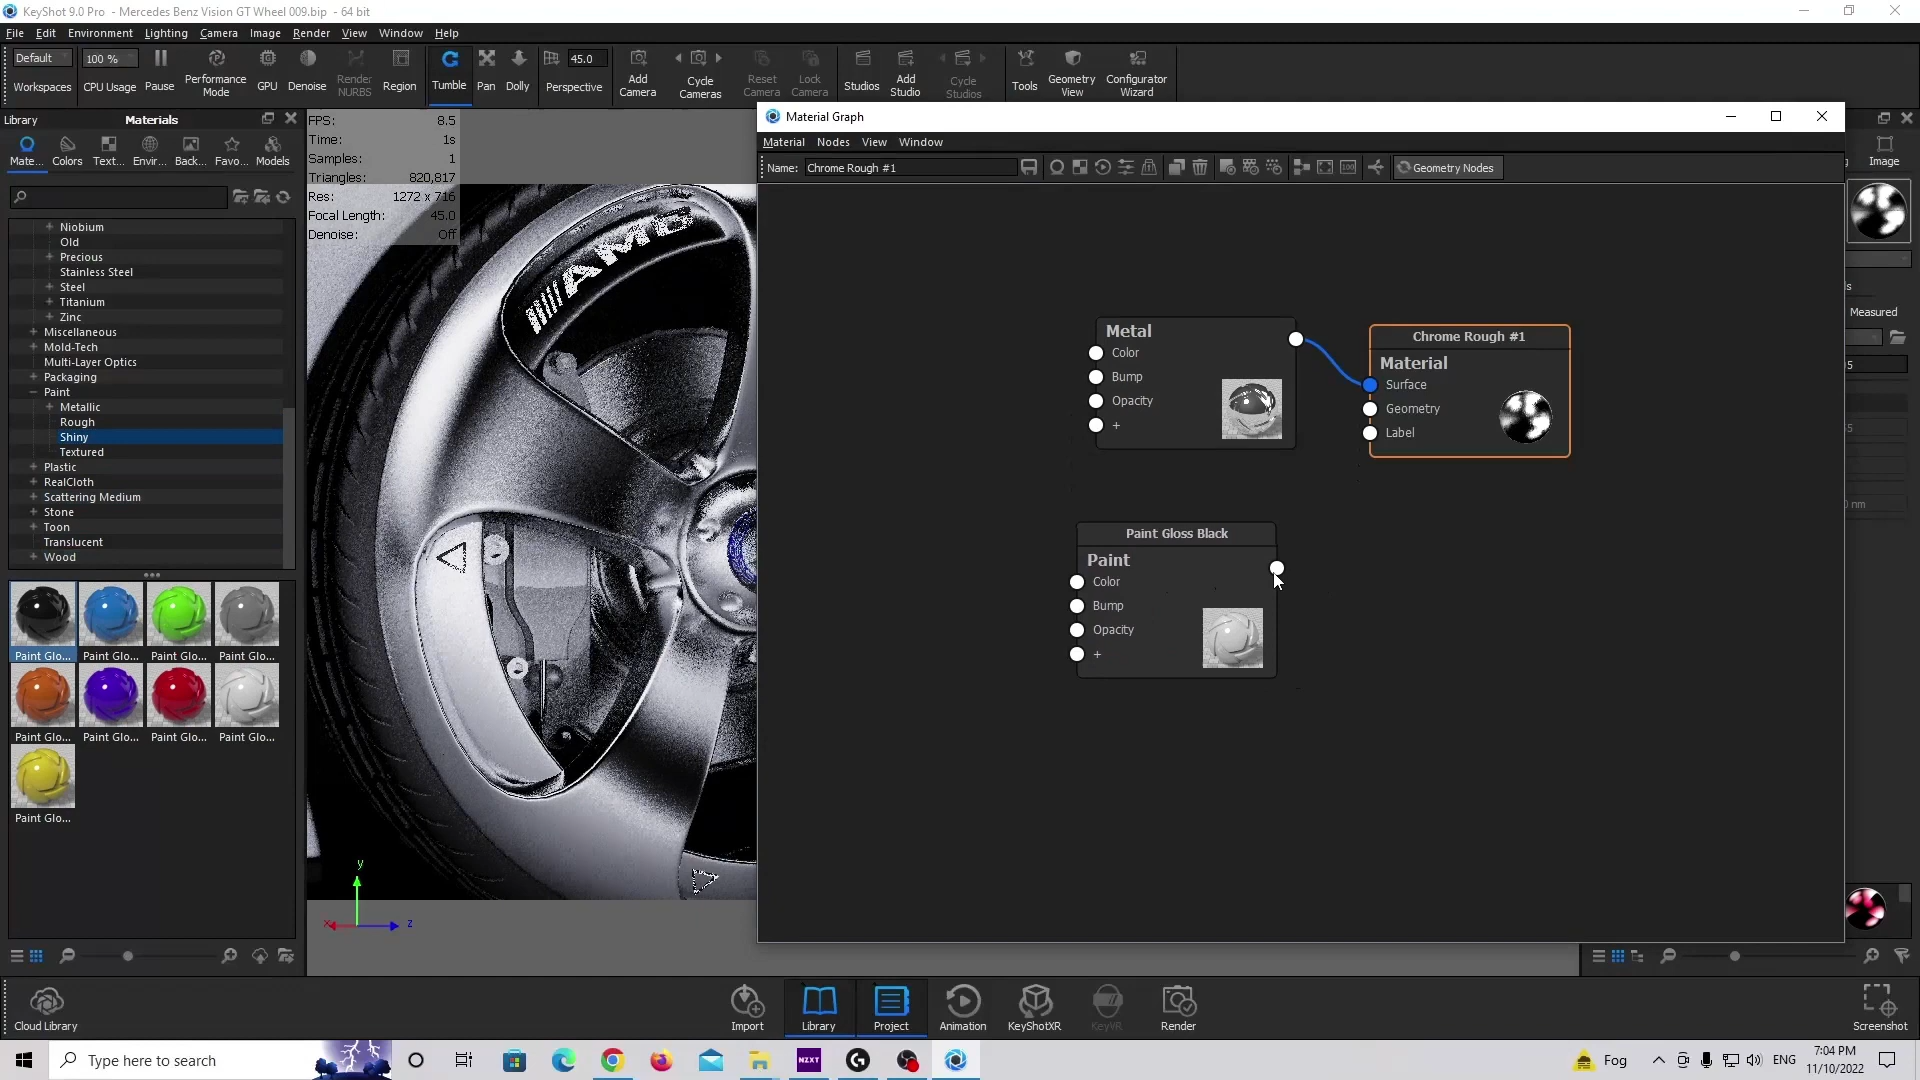 KeyShot 9.0 Pro - Mercedes Benz Vision GT Wheel 009.bip - 64 bit
File Edit Environment Lighting Camera Image Render View Window Help
Default
Workspaces
100 %
CPU Usage
Pause
Performance Mode
GPU
Denoise
Render NURBS
Region
Tumble
Pan
Dolly
45.0
Perspective
Add Camera
Cycle Cameras
Reset Camera
Lock Camera
Studios
Add Studio
Cycle Studios
Tools
Geometry View
Configurator Wizard
Library
Materials
Mate...
Colors
Text...
Envir...
Back...
Favo...
Models
Niobium
Old
Precious
Stainless Steel
Steel
Titanium
Zinc
Miscellaneous
Mold-Tech
Multi-Layer Optics
Packaging
Paint
Metallic
Rough
Shiny
Textured
Plastic
RealCloth
Scattering Medium
Stone
Toon
Translucent
Wood
Paint Glo... Paint Glo... Paint Glo... Paint Glo...
Paint Glo... Paint Glo... Paint Glo... Paint Glo...
Paint Glo...
FPS: 8.5
Time: 1s
Samples: 1
Triangles: 820,817
Res: 1272 x 716
Focal Length: 45.0
Denoise: Off
AMG
y
x
z
Material Graph
Material Nodes View Window
Name: Chrome Rough #1
100
Geometry Nodes
Metal
Color
Bump
Opacity
+
Chrome Rough #1
Material
Surface
Geometry
Label
Paint Gloss Black
Paint
Color
Bump
Opacity
+
Image
ls
Measured
5
0 nm
Cloud Library
Import
Library
Project
Animation
KeyShotXR
KeyVR
Render
Screenshot
Type here to search
NZXT
Fog
ENG
7:04 PM
11/10/2022